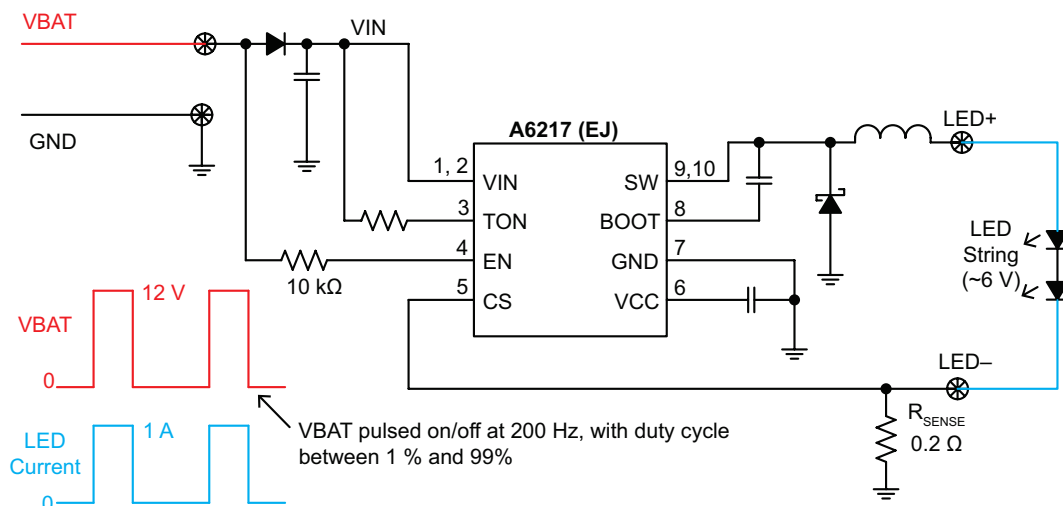 VBAT
VIN
GND
A6217 (EJ)
LED+
1, 2
VIN
SW
9,10
3
TON
BOOT
8
4
EN
GND
7
10 kΩ
5
CS
VCC
6
LED
String
(~6 V)
12 V
VBAT
0
LED–
1 A
LED
Current
0
VBAT pulsed on/off at 200 Hz, with duty cycle
between 1 % and 99%
RSENSE
0.2 Ω